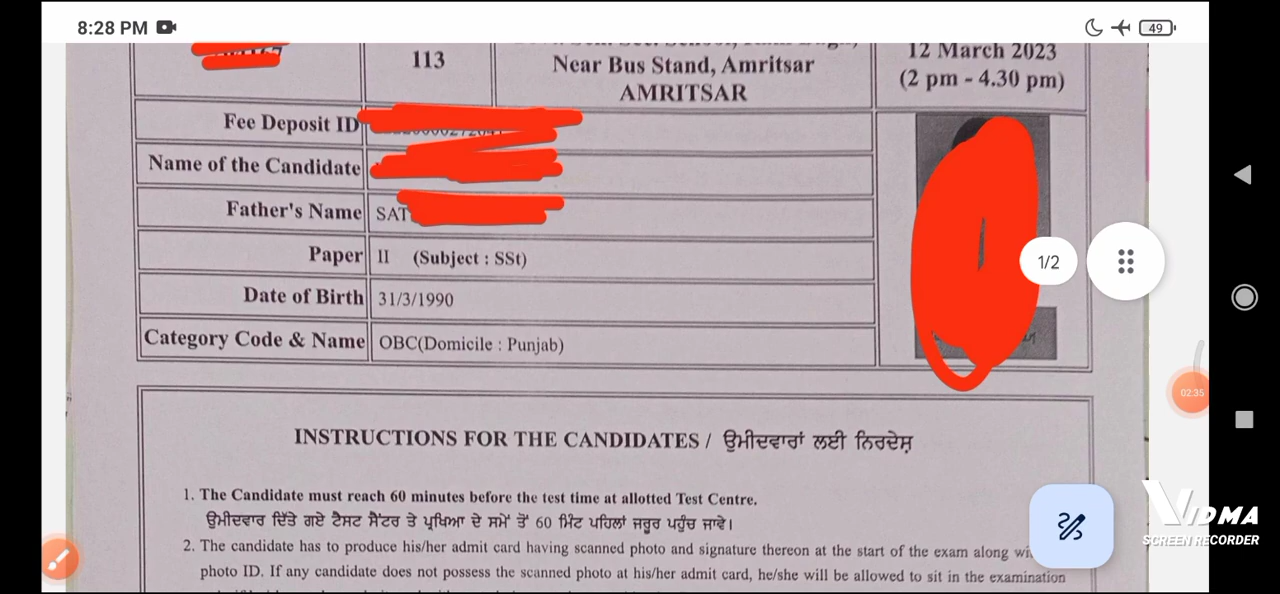 8:28 PM
49
113
Near Bus Stand, Amritsar
AMRITSAR
12 March 2023
(2 pm - 4.30 pm)
Fee Deposit ID
Name of the Candidate
Father's Name
SAT
Paper
II (Subject : SSt)
Date of Birth
31/3/1990
Category Code & Name
OBC(Domicile : Punjab)
1/2
02:35
INSTRUCTIONS FOR THE CANDIDATES / ਉਮੀਦਵਾਰਾਂ ਲਈ ਨਿਰਦੇਸ਼
1. The Candidate must reach 60 minutes before the test time at allotted Test Centre.
ਉਮੀਦਵਾਰ ਦਿੱਤੇ ਗਏ ਟੈਸਟ ਸੈਂਟਰ ਤੇ ਪ੍ਰਖਿਆ ਦੇ ਸਮੇਂ ਤੋਂ 60 ਮਿੰਟ ਪਹਿਲਾਂ ਜਰੂਰ ਪਹੁੰਚ ਜਾਵੇ।
2. The candidate has to produce his/her admit card having scanned photo and signature thereon at the start of the exam along
photo ID. If any candidate does not possess the scanned photo at his/her admit card, he/she will be allowed to sit in the examination
VIDMA
SCREEN RECORDER